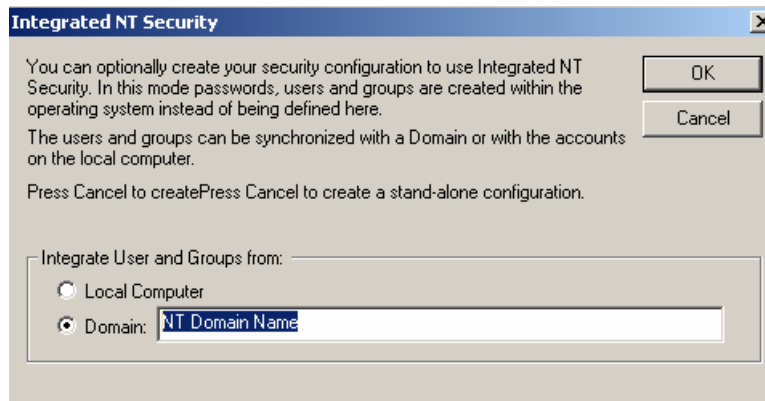 Integrated NT Security
You can optionally create your security configuration to use Integrated NT
Security. In this mode passwords, users and groups are created within the
operating system instead of being defined here.
The users and groups can be synchronized with a Domain or with the accounts
on the local computer.
Press Cancel to createPress Cancel to create a stand-alone configuration.
OK
Cancel
Integrate User and Groups from:
Local Computer
Domain: NT Domain Name